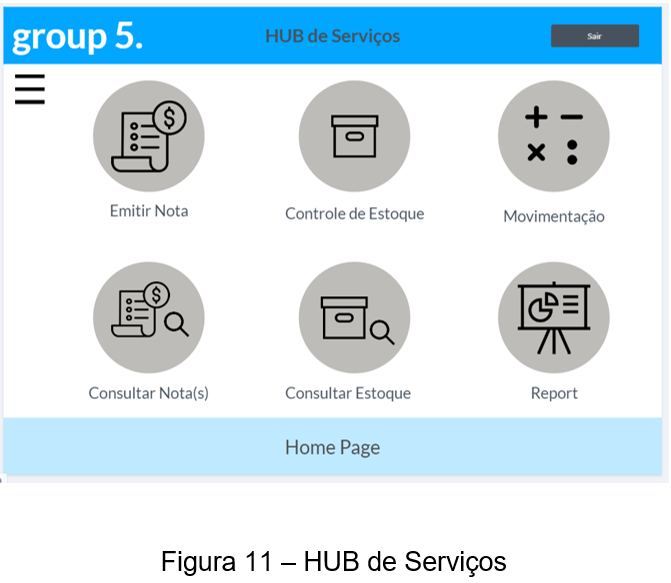 group 5.
HUB de Serviços
Sair
Emitir Nota
Controle de Estoque
Movimentação
Consultar Nota(s)
Consultar Estoque
Report
Home Page
Figura 11 – HUB de Serviços